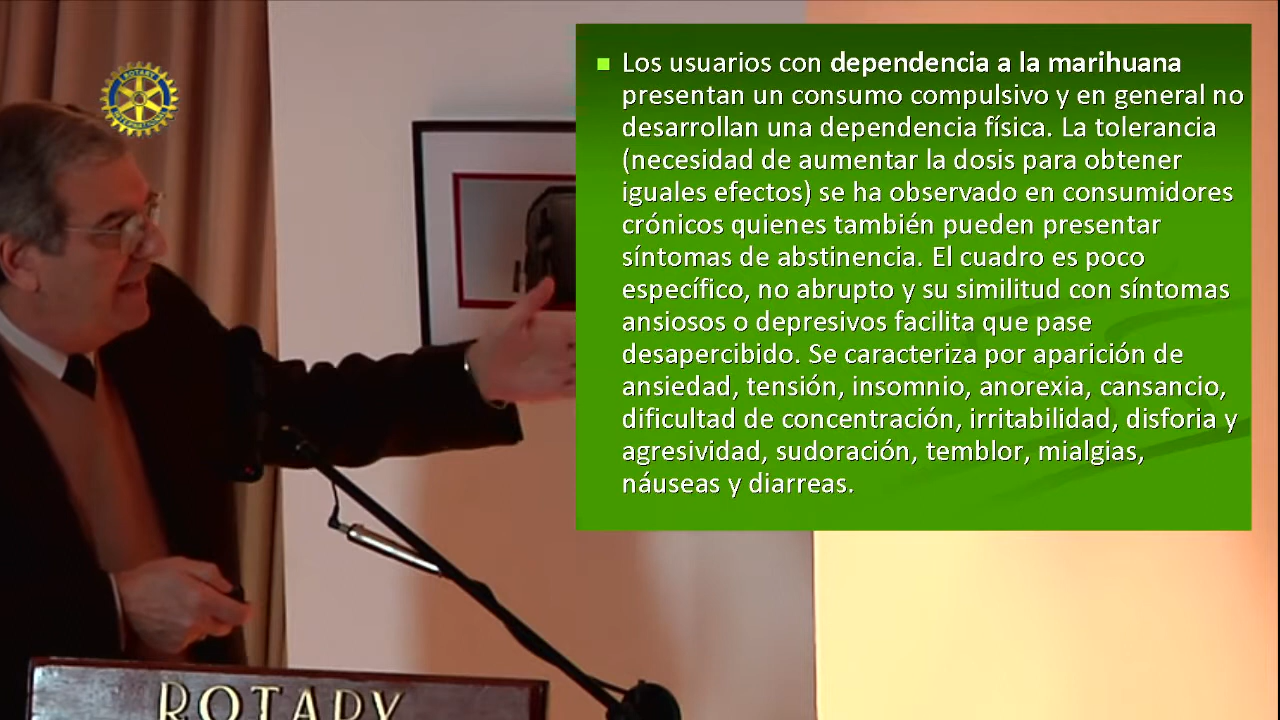 ROTARY
INTERNATIONAL
Los usuarios con dependencia a la marihuana
presentan un consumo compulsivo y en general no
desarrollan una dependencia física. La tolerancia
(necesidad de aumentar la dosis para obtener
iguales efectos) se ha observado en consumidores
crónicos quienes también pueden presentar
síntomas de abstinencia. El cuadro es poco
específico, no abrupto y su similitud con síntomas
ansiosos o depresivos facilita que pase
desapercibido. Se caracteriza por aparición de
ansiedad, tensión, insomnio, anorexia, cansancio,
dificultad de concentración, irritabilidad, disforia y
agresividad, sudoración, temblor, mialgias,
náuseas y diarreas.
ROTARY